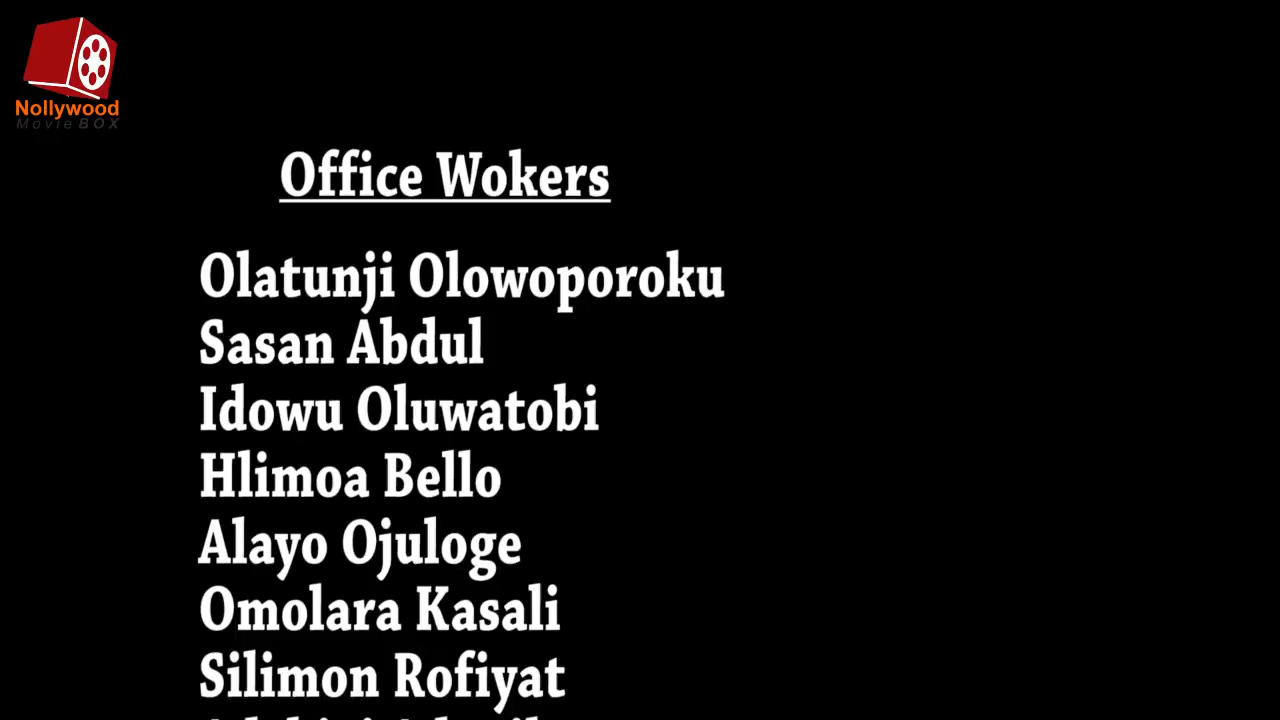 Nollywood
Movie BOX
Office Wokers
Olatunji Olowoporoku
Sasan Abdul
Idowu Oluwatobi
Hlimoa Bello
Alayo Ojuloge
Omolara Kasali
Silimon Rofiyat